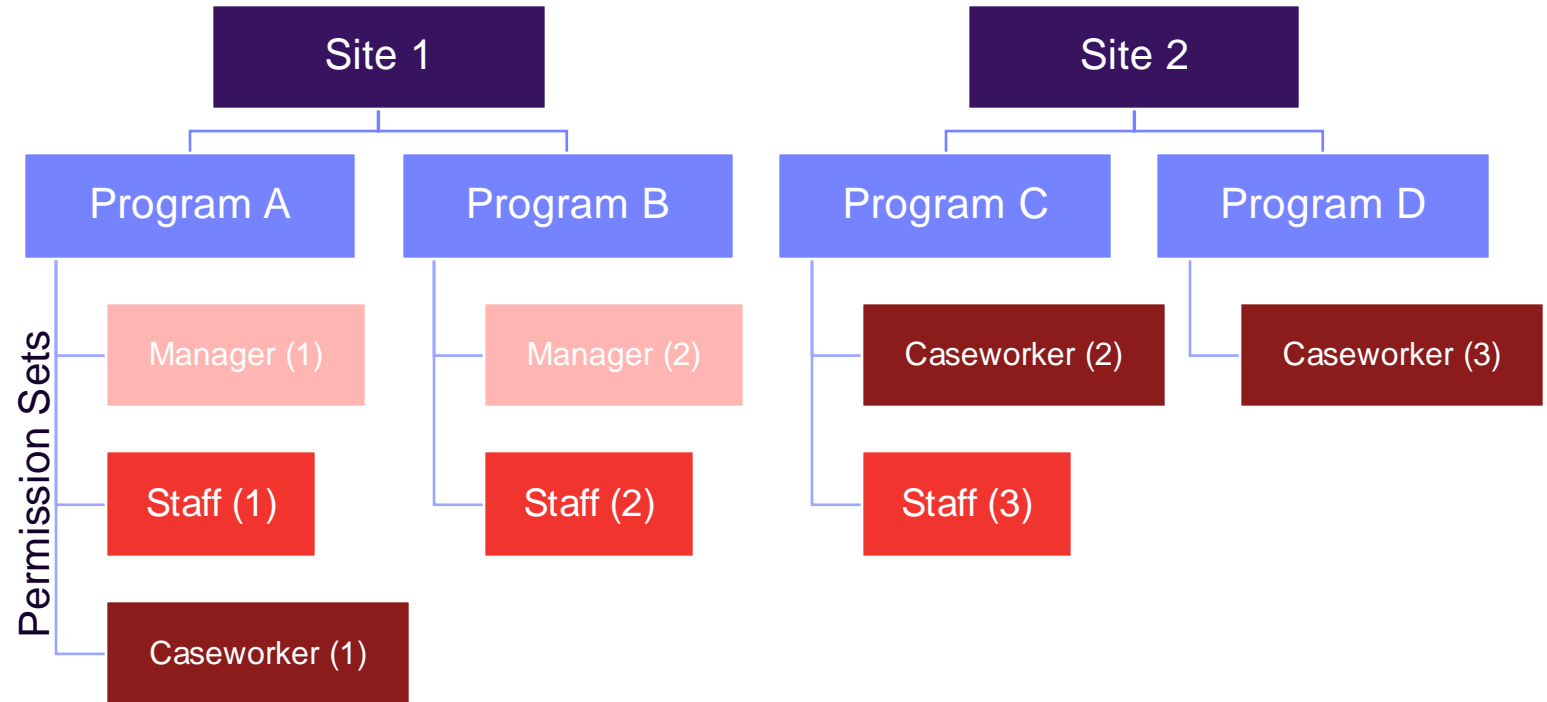 Site 1
Site 2
Program A
Program B
Program C
Program D
Permission Sets
Manager (1)
Manager (2)
Caseworker (2)
Caseworker (3)
Staff (1)
Staff (2)
Staff (3)
Caseworker (1)